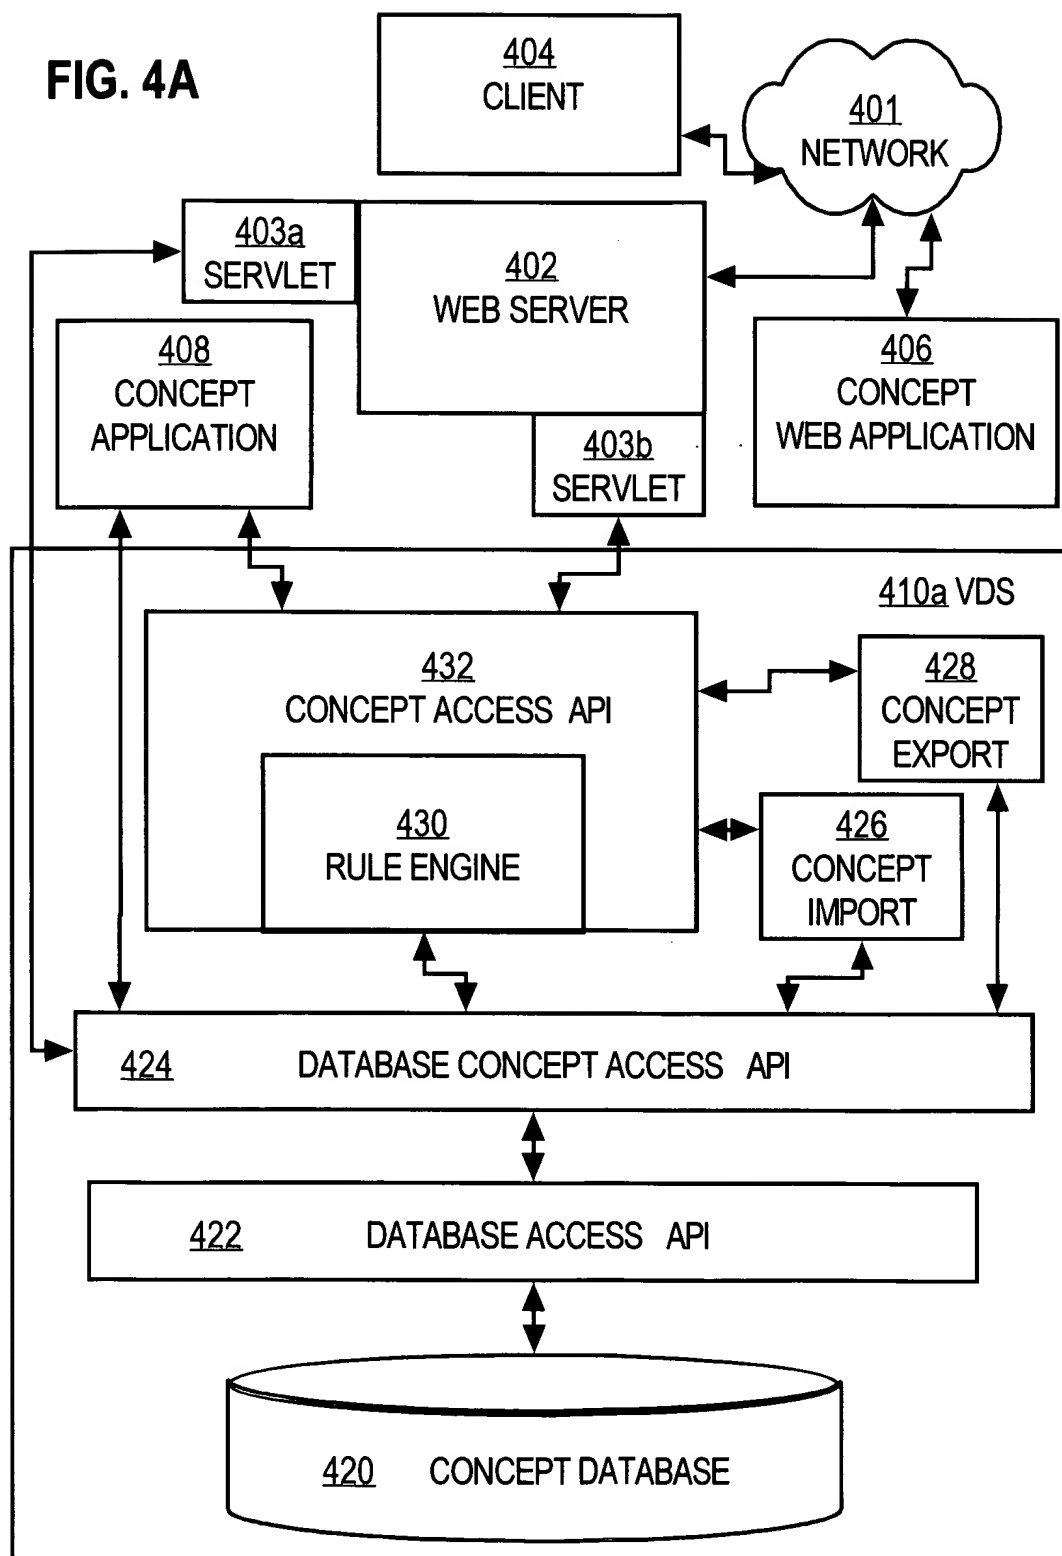 FIG. 4A
404
CLIENT
401
NETWORK
403a
SERVLET
402
WEB SERVER
408
CONCEPT
APPLICATION
406
CONCEPT
WEB APPLICATION
403b
SERVLET
410a VDS
432
CONCEPT ACCESS API
428
CONCEPT
EXPORT
430
RULE ENGINE
426
CONCEPT
IMPORT
424 DATABASE CONCEPT ACCESS API
422 DATABASE ACCESS API
420 CONCEPT DATABASE